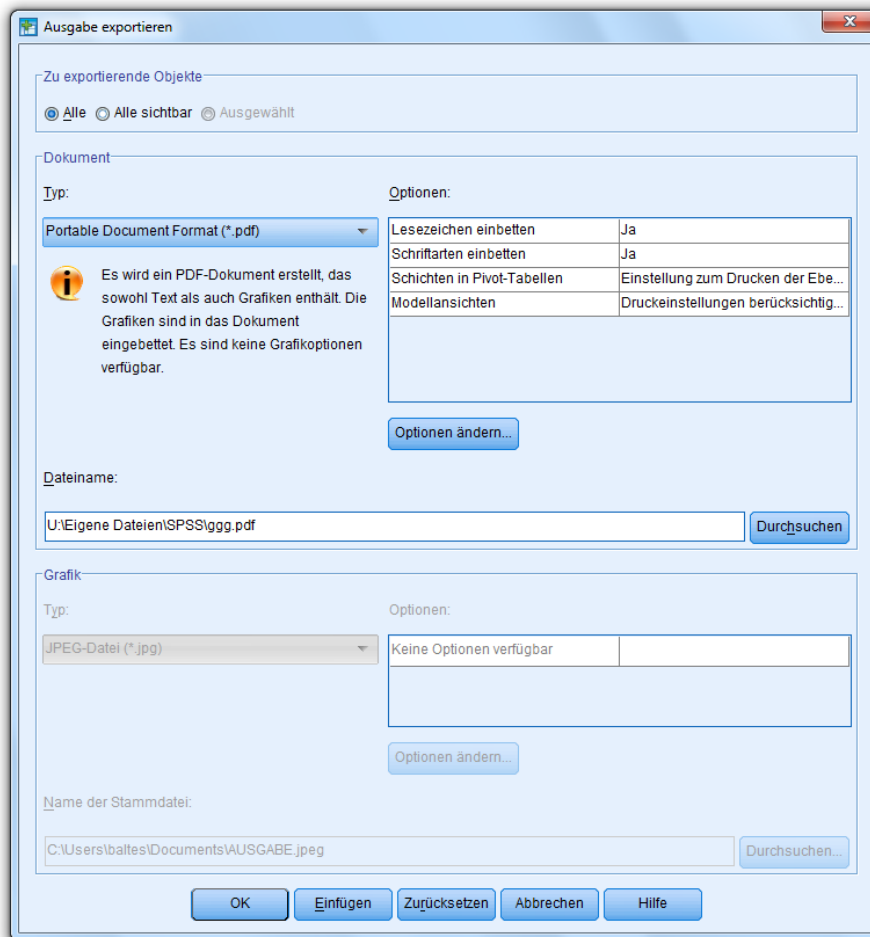 Ausgabe exportieren
Zu exportierende Objekte
Alle Alle sichtbar Ausgewählt
Dokument
Typ:
Optionen:
Portable Document Format (*.pdf)
Lesezeichen einbetten Ja
Schriftarten einbetten Ja
Schichten in Pivot-Tabellen Einstellung zum Drucken der Ebe...
Modellansichten Druckeinstellungen berücksichtig...
Es wird ein PDF-Dokument erstellt, das
sowohl Text als auch Grafiken enthält. Die
Grafiken sind in das Dokument
eingebettet. Es sind keine Grafikoptionen
verfügbar.
Optionen ändern...
Dateiname:
U:\Eigene Dateien\SPSS\ggg.pdf
Durchsuchen
Grafik
Typ:
Optionen:
JPEG-Datei (*.jpg)
Keine Optionen verfügbar
Optionen ändern...
Name der Stammdatei:
C:\Users\baltes\Documents\AUSGABE.jpeg
Durchsuchen...
OK Einfügen Zurücksetzen Abbrechen Hilfe